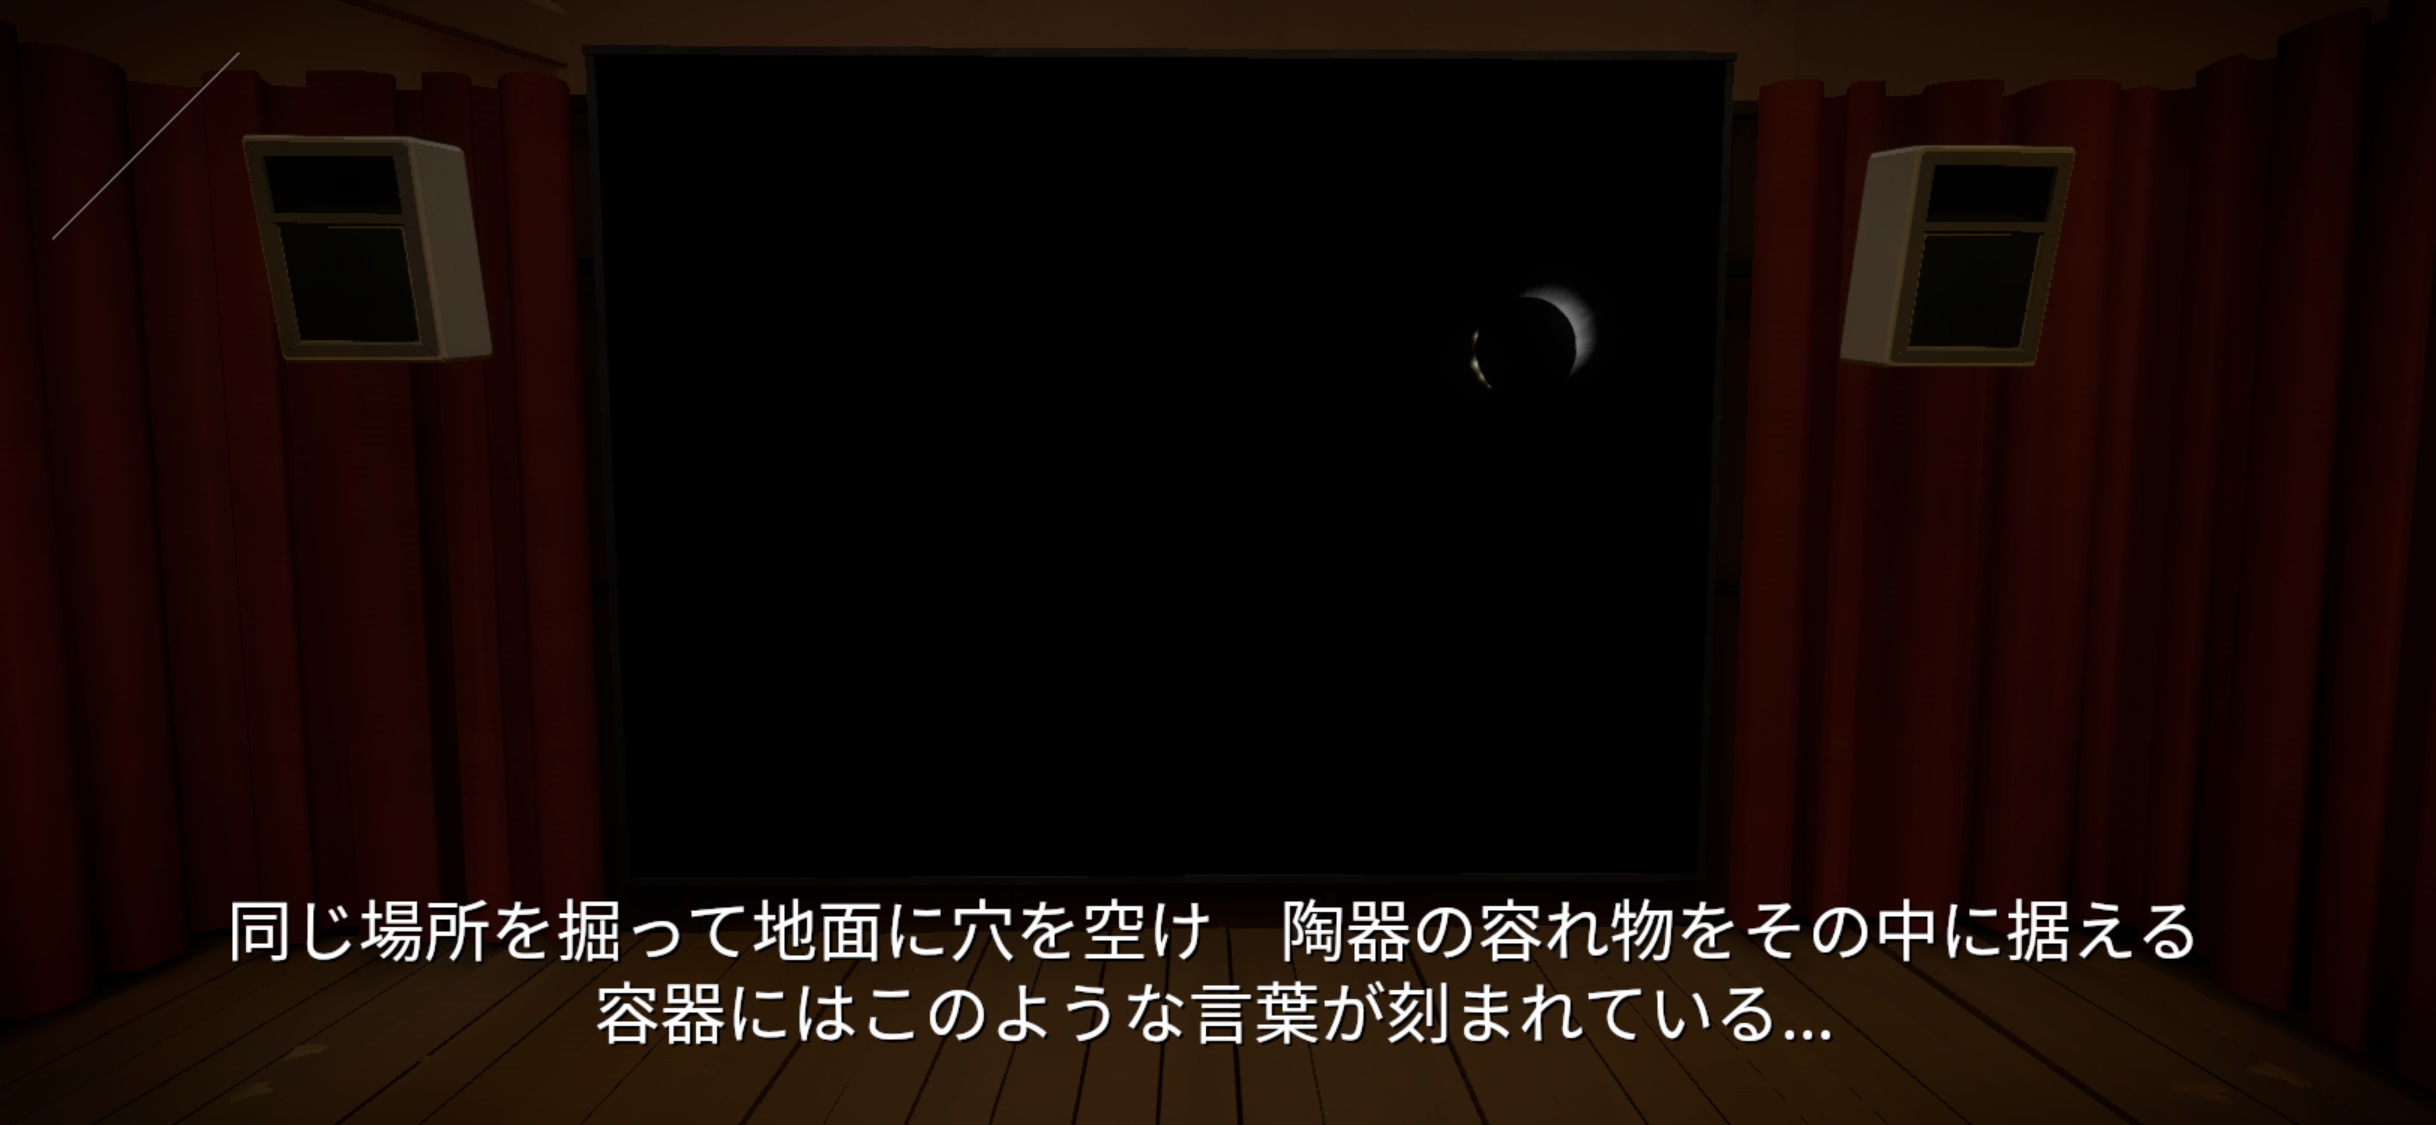 同じ場所を掘って地面に穴を空け　陶器の容れ物をその中に据える
容器にはこのような言葉が刻まれている...